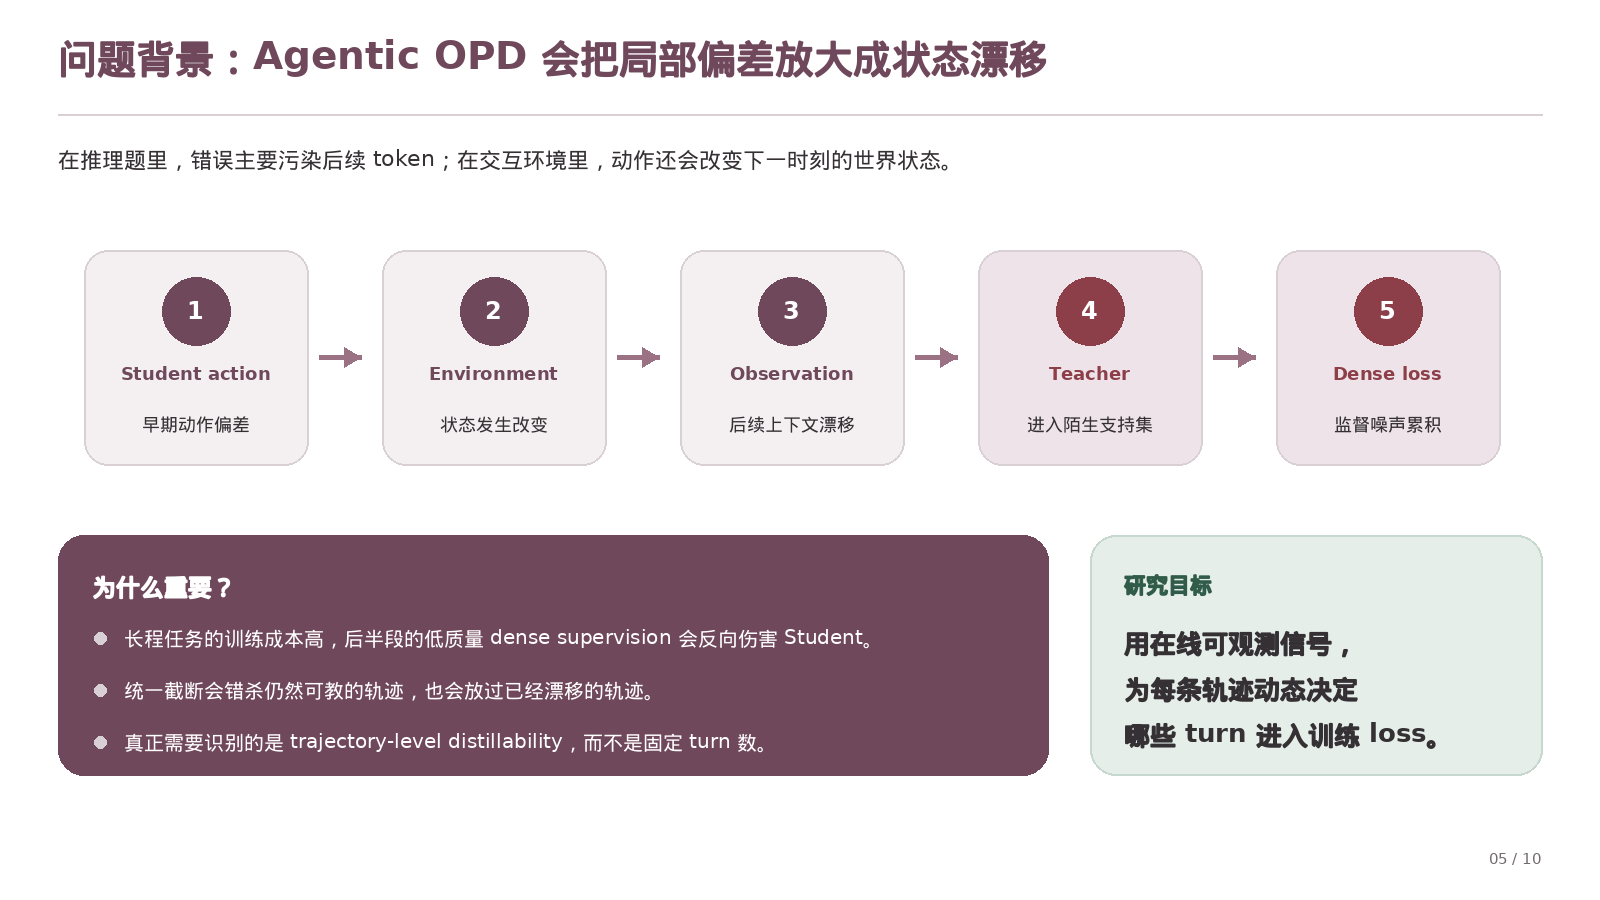 问题背景：Agentic OPD 会把局部偏差放大成状态漂移
在推理题里，错误主要污染后续 token；在交互环境里，动作还会改变下一时刻的世界状态。
1
Student action
早期动作偏差
2
Environment
状态发生改变
3
Observation
后续上下文漂移
4
Teacher
进入陌生支持集
5
Dense loss
监督噪声累积
为什么重要？
长程任务的训练成本高，后半段的低质量 dense supervision 会反向伤害 Student。
统一截断会错杀仍然可教的轨迹，也会放过已经漂移的轨迹。
真正需要识别的是 trajectory-level distillability，而不是固定 turn 数。
研究目标
用在线可观测信号，
为每条轨迹动态决定
哪些 turn 进入训练 loss。
05 / 10